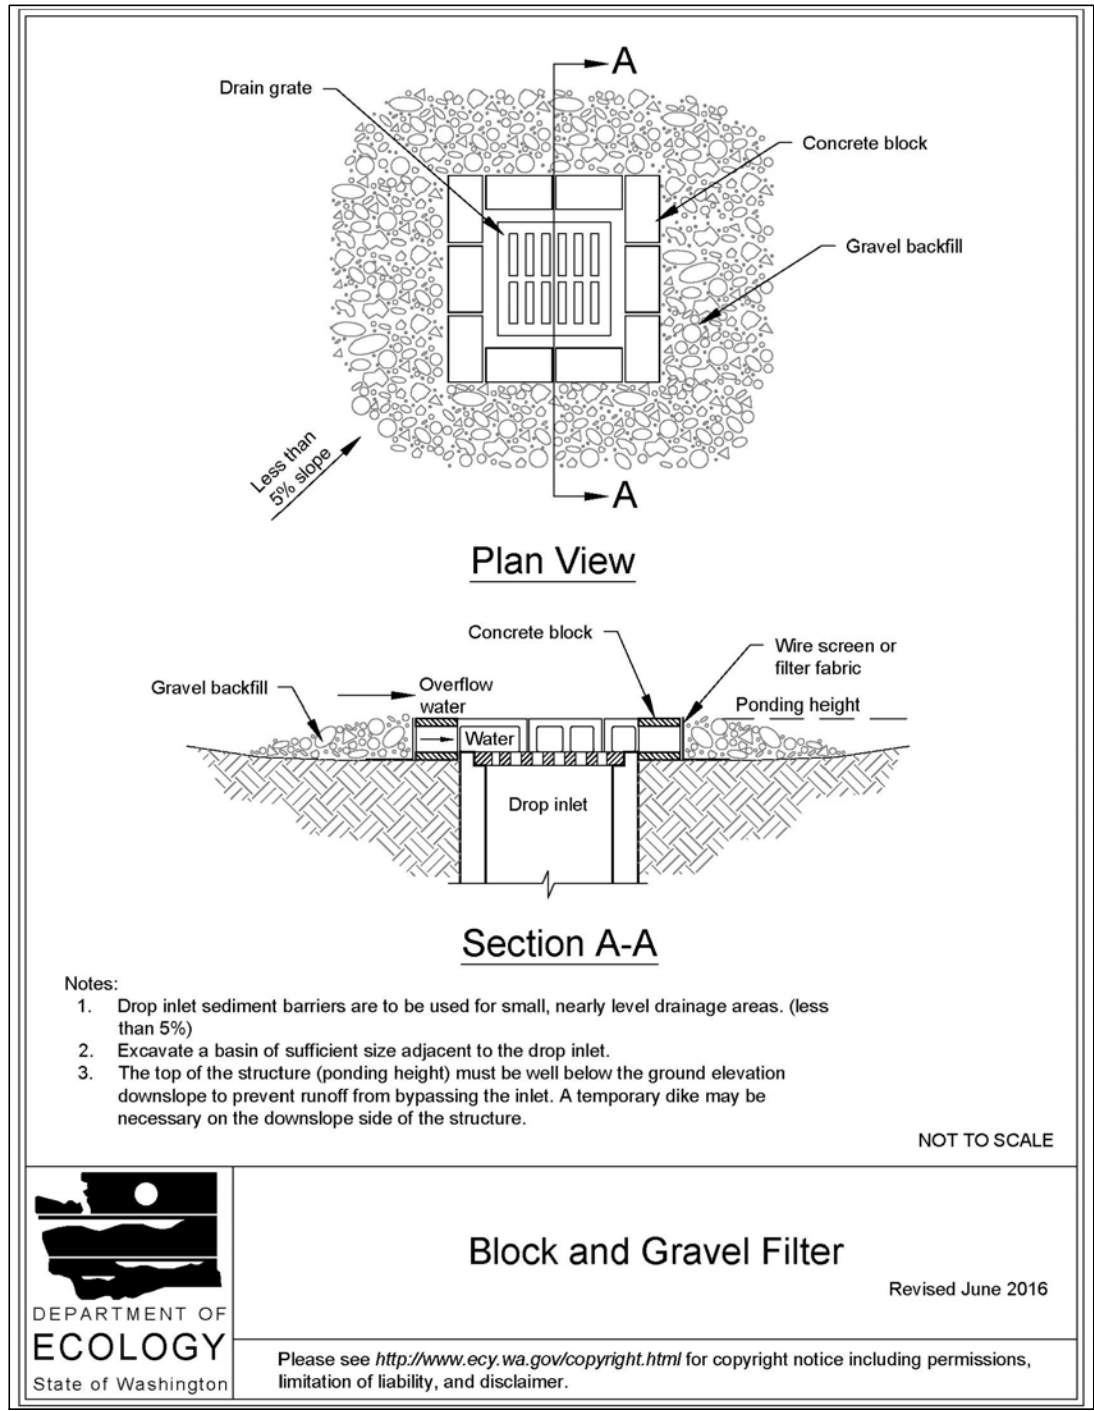 A
Drain grate
Concrete block
Gravel backfill
Less than
5% slope
A
Plan View
Concrete block
Wire screen or
filter fabric
Gravel backfill
Overflow
water
Ponding height
Water
Drop inlet
Section A-A
Notes:
1. Drop inlet sediment barriers are to be used for small, nearly level drainage areas. (less
than 5%)
2. Excavate a basin of sufficient size adjacent to the drop inlet.
3. The top of the structure (ponding height) must be well below the ground elevation
downslope to prevent runoff from bypassing the inlet. A temporary dike may be
necessary on the downslope side of the structure.
NOT TO SCALE
DEPARTMENT OF
ECOLOGY
State of Washington
Block and Gravel Filter
Revised June 2016
Please see http://www.ecy.wa.gov/copyright.html for copyright notice including permissions,
limitation of liability, and disclaimer.